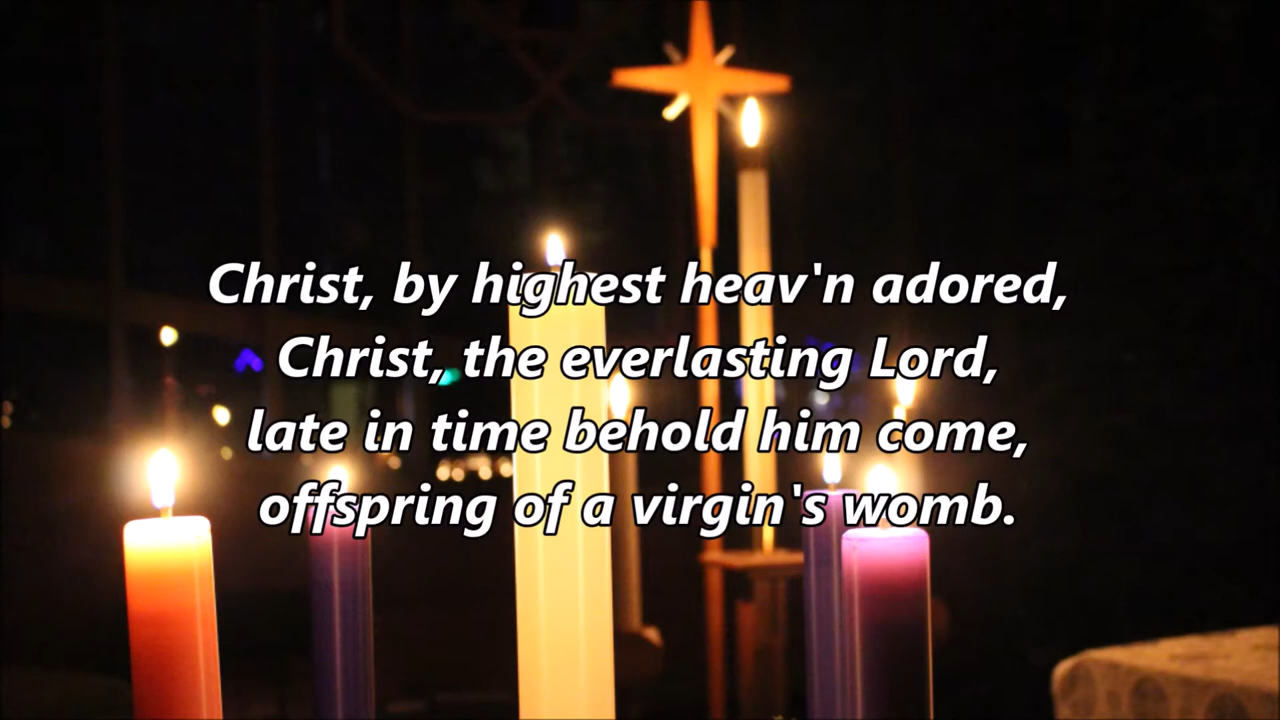 Christ, by highest heav'n adored,
Christ, the everlasting Lord,
late in time behold him come,
offspring of a virgin's womb.